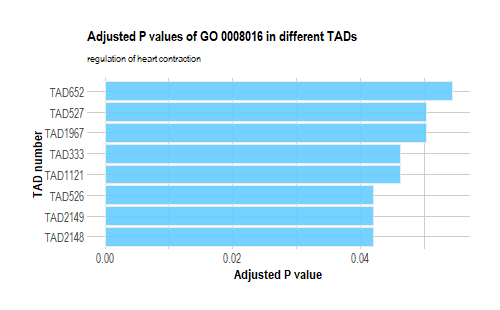 Adjusted P values of GO 0008016 in different TADs
regulation of heart contraction
TAD number
TAD652
TAD527
TAD1967
TAD333
TAD1121
TAD526
TAD2149
TAD2148
0.00 0.02 0.04
Adjusted P value